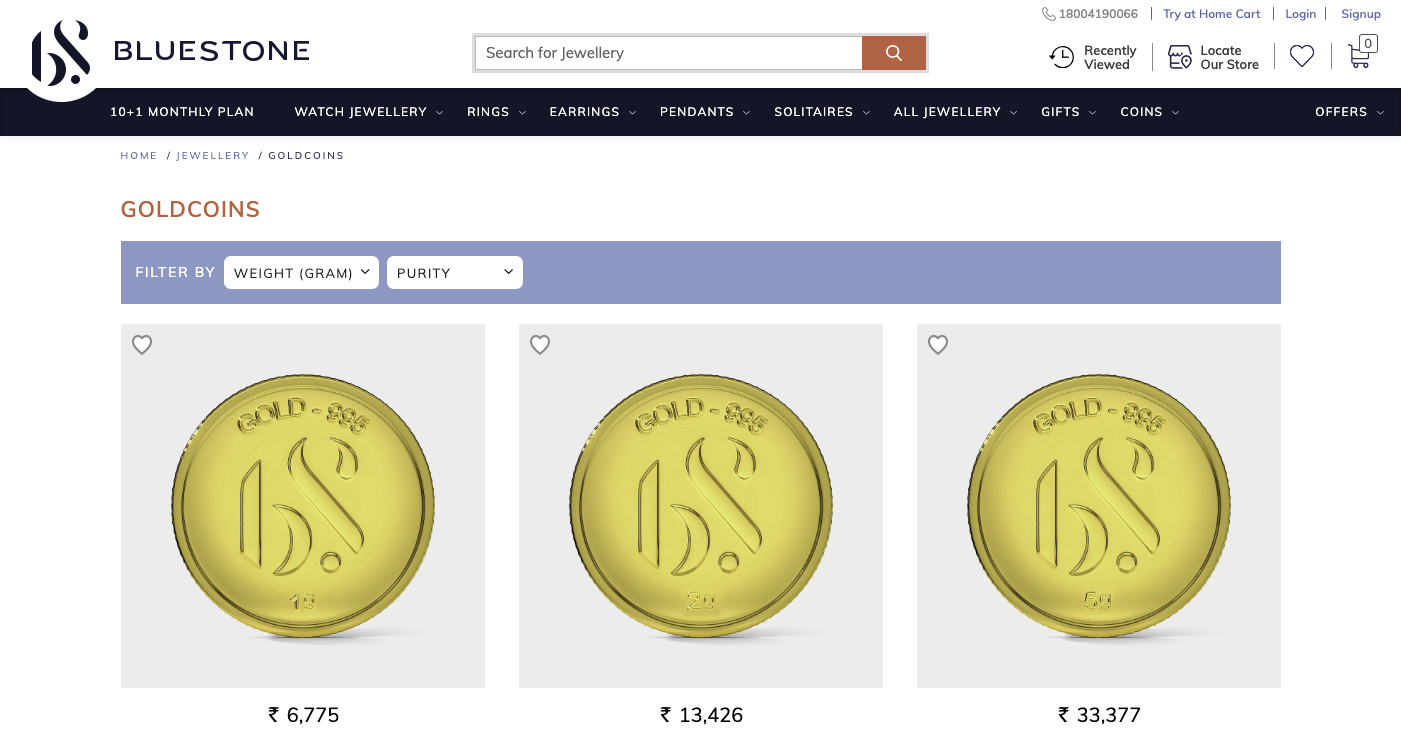 18004190066 Try at Home Cart Login Signup
BLUESTONE
Search for Jewellery
Recently
Viewed
Locate
Our Store
0
10+1 MONTHLY PLAN WATCH JEWELLERY RINGS EARRINGS PENDANTS SOLITAIRES ALL JEWELLERY GIFTS COINS OFFERS
HOME / JEWELLERY / GOLDCOINS
GOLDCOINS
FILTER BY WEIGHT (GRAM) PURITY
GOLD - 995
1g
GOLD - 995
2g
GOLD - 995
5g
₹ 6,775
₹ 13,426
₹ 33,377